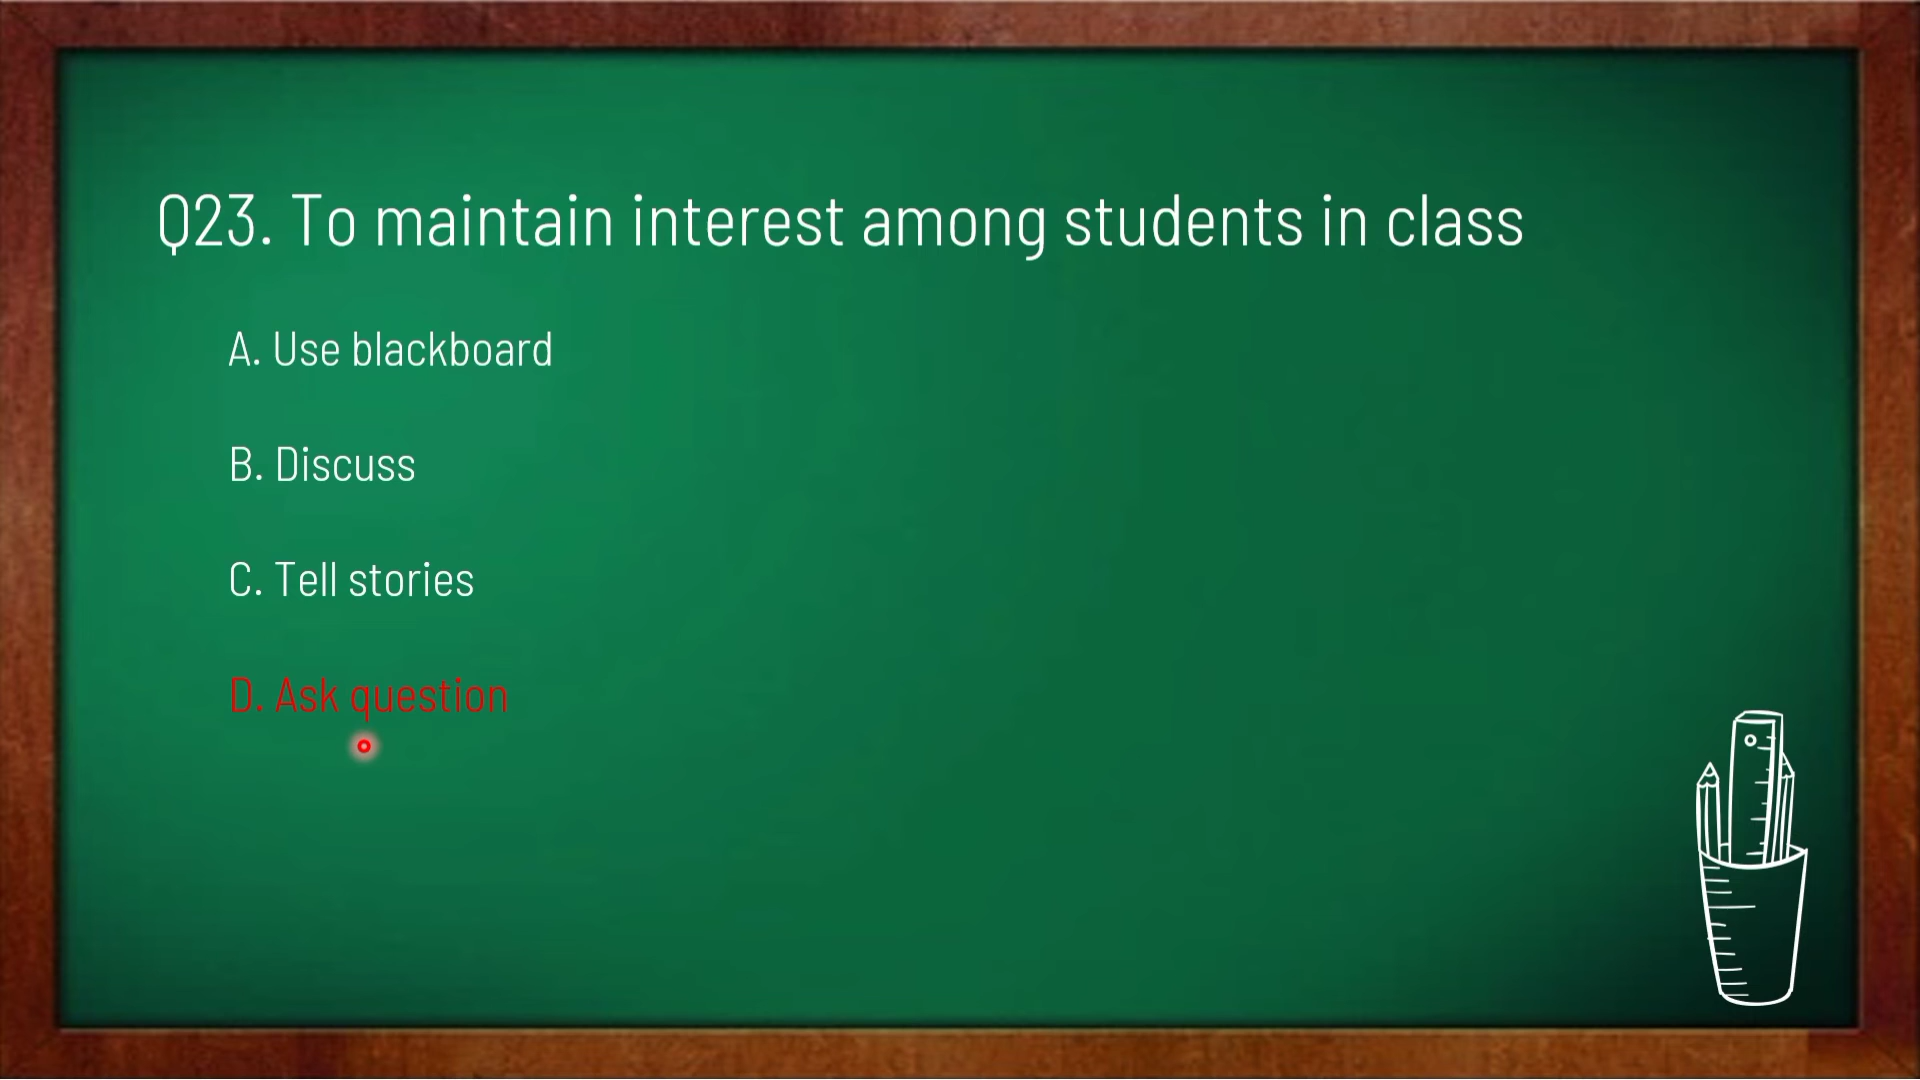 Q23. To maintain interest among students in class
A. Use blackboard
B. Discuss
C. Tell stories
D. Ask question